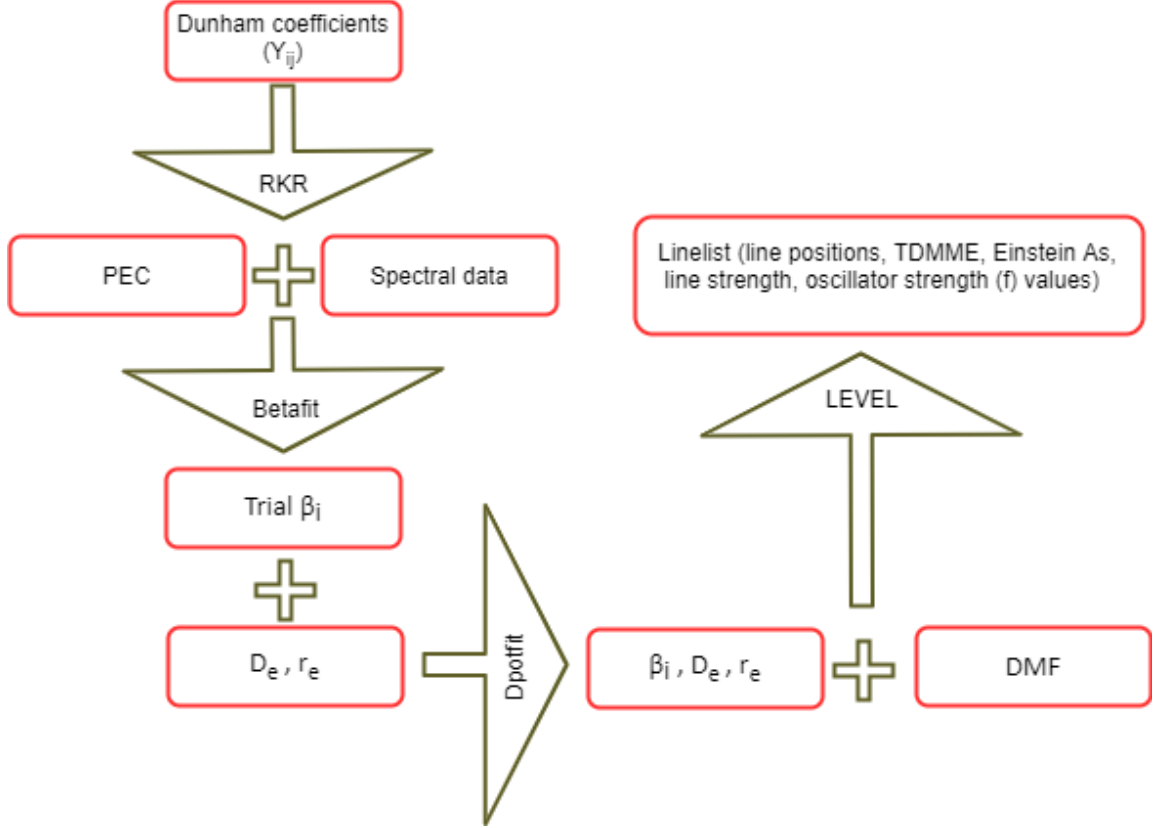 Dunham coefficients
(Yij)
RKR
PEC
Spectral data
Betafit
Trial βi
De , re
Dpotfit
βi , De , re
DMF
LEVEL
Linelist (line positions, TDMME, Einstein As,
line strength, oscillator strength (f) values)